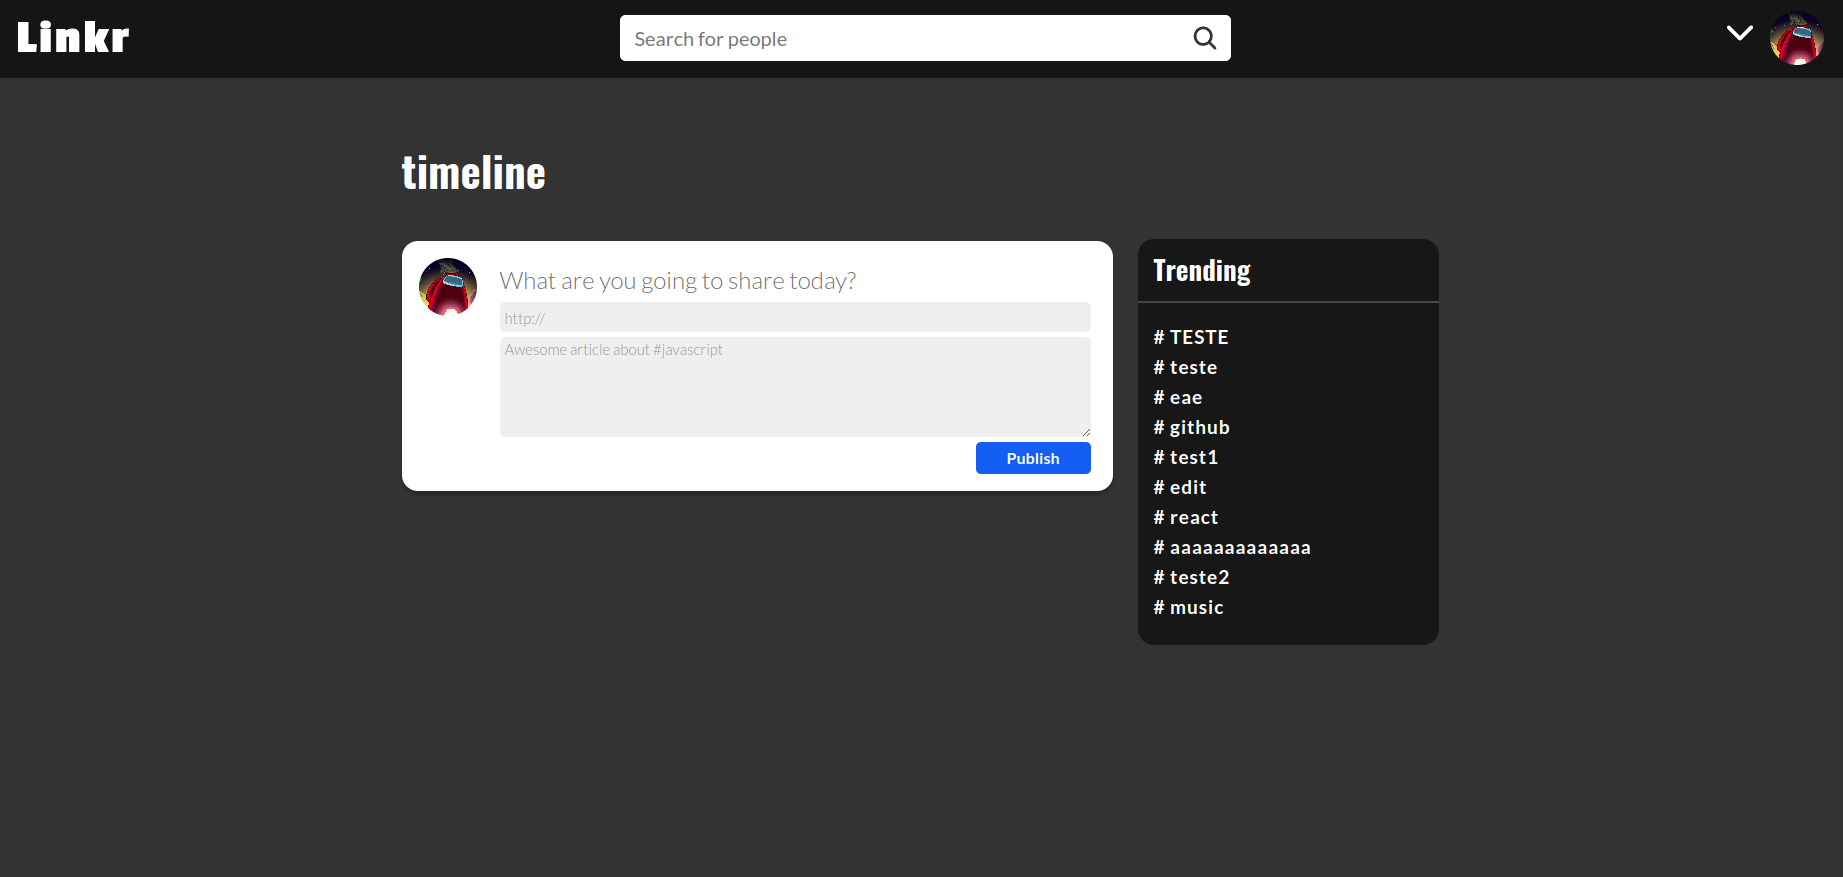 Linkr
Search for people
timeline
What are you going to share today?
http://
Awesome article about #javascript
Publish
Trending
# TESTE
# teste
# eae
# github
# test1
# edit
# react
# aaaaaaaaaaaaa
# teste2
# music